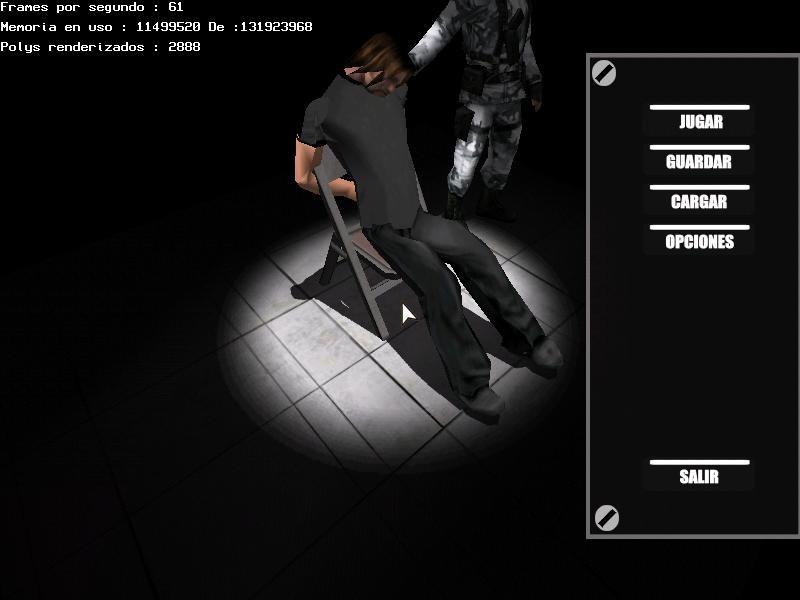 Frames por segundo : 61
Memoria en uso : 11499520 De :131923968
Polys renderizados : 2888
JUGAR
GUARDAR
CARGAR
OPCIONES
SALIR